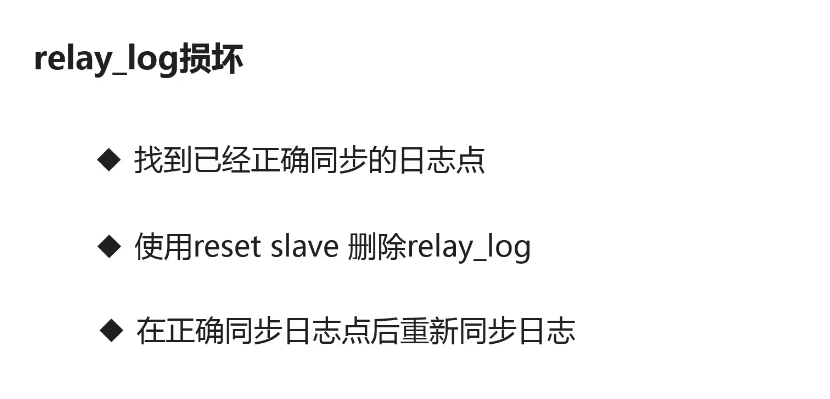 relay_log损坏
◆ 找到已经正确同步的日志点
◆ 使用reset slave 删除relay_log
◆ 在正确同步日志点后重新同步日志